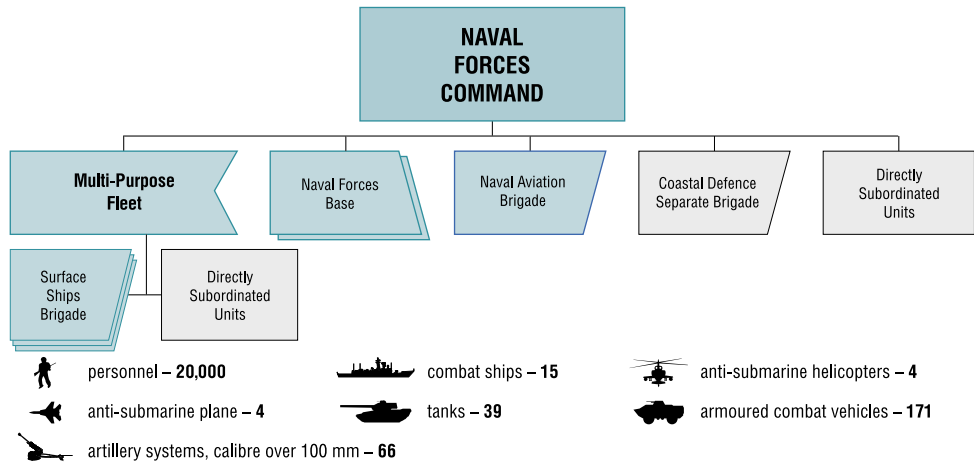 NAVAL
FORCES
COMMAND
Multi-Purpose
Fleet
Naval Forces
Base
Naval Aviation
Brigade
Coastal Defence
Separate Brigade
Directly
Subordinated
Units
Surface
Ships
Brigade
Directly
Subordinated
Units
personnel – 20,000
combat ships – 15
anti-submarine helicopters – 4
anti-submarine plane – 4
tanks – 39
armoured combat vehicles – 171
artillery systems, calibre over 100 mm – 66